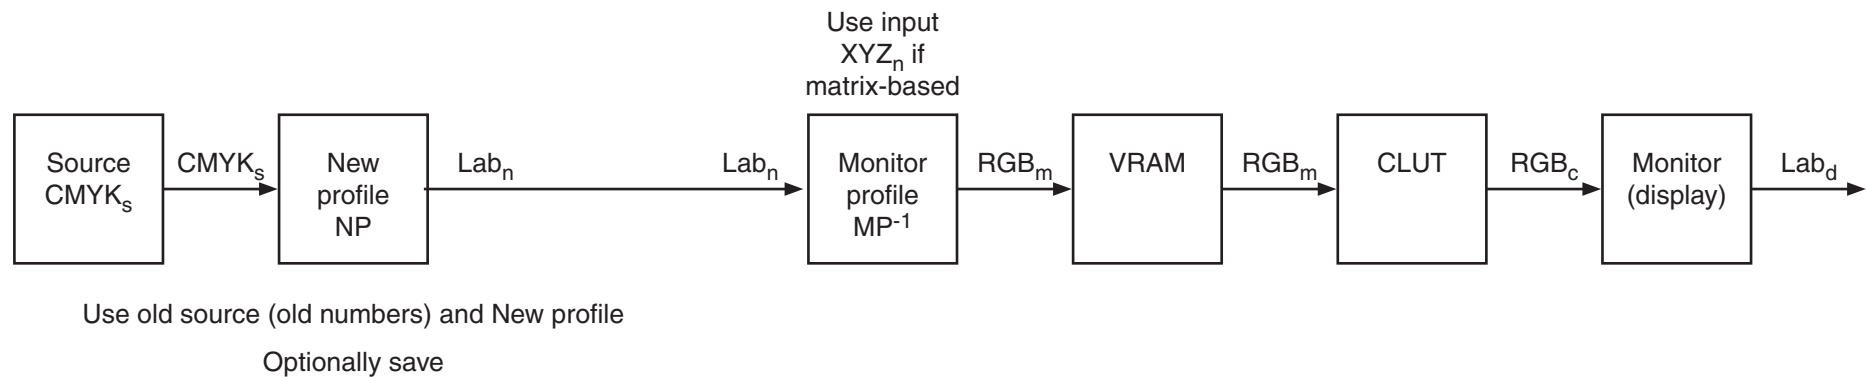 Use input
XYZn if
matrix-based
Source
CMYKs
CMYKs
New
profile
NP
Labn
Labn
Monitor
profile
MP-1
RGBm
VRAM
RGBm
CLUT
RGBc
Monitor
(display)
Labd
Use old source (old numbers) and New profile
Optionally save